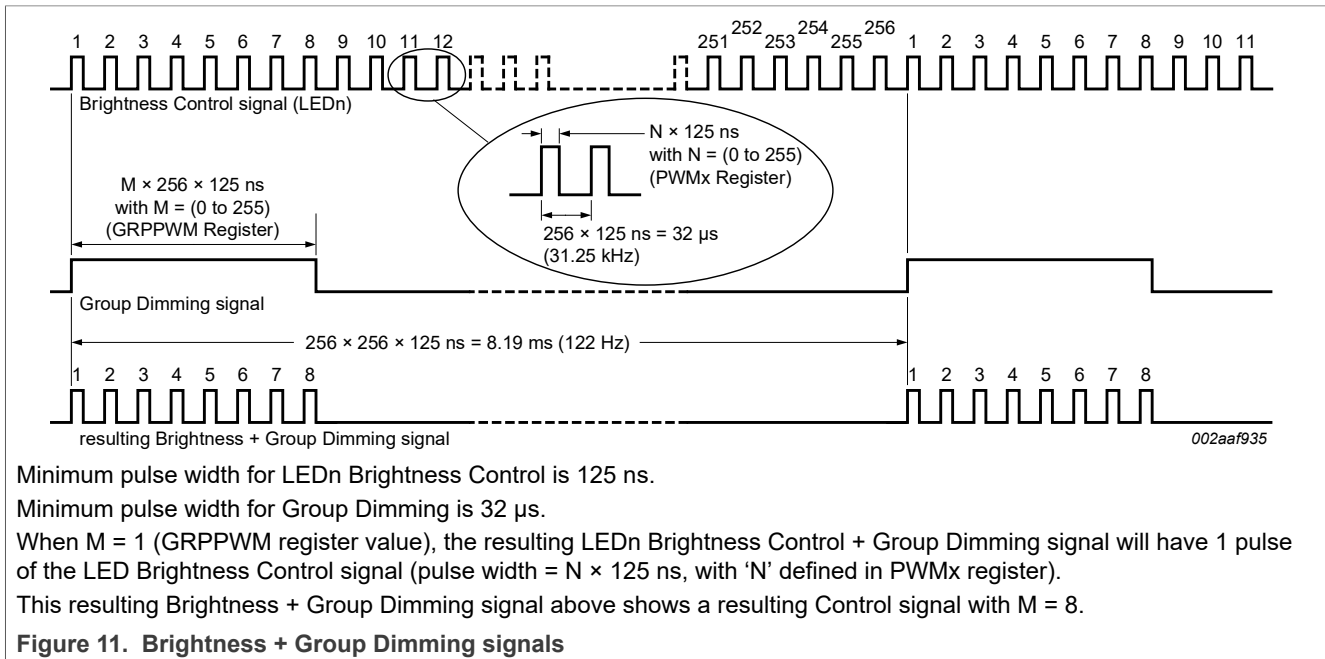 1 2 3 4 5 6 7 8 9 10 11 12 251 252 253 254 255 256 1 2 3 4 5 6 7 8 9 10 11
Brightness Control signal (LEDn)
N × 125 ns
with N = (0 to 255)
(PWMx Register)
M × 256 × 125 ns
with M = (0 to 255)
(GRPPWM Register)
256 × 125 ns = 32 µs
(31.25 kHz)
Group Dimming signal
256 × 256 × 125 ns = 8.19 ms (122 Hz)
1 2 3 4 5 6 7 8 1 2 3 4 5 6 7 8
resulting Brightness + Group Dimming signal
002aaf935
Minimum pulse width for LEDn Brightness Control is 125 ns.
Minimum pulse width for Group Dimming is 32 µs.
When M = 1 (GRPPWM register value), the resulting LEDn Brightness Control + Group Dimming signal will have 1 pulse
of the LED Brightness Control signal (pulse width = N × 125 ns, with ‘N’ defined in PWMx register).
This resulting Brightness + Group Dimming signal above shows a resulting Control signal with M = 8.
Figure 11. Brightness + Group Dimming signals